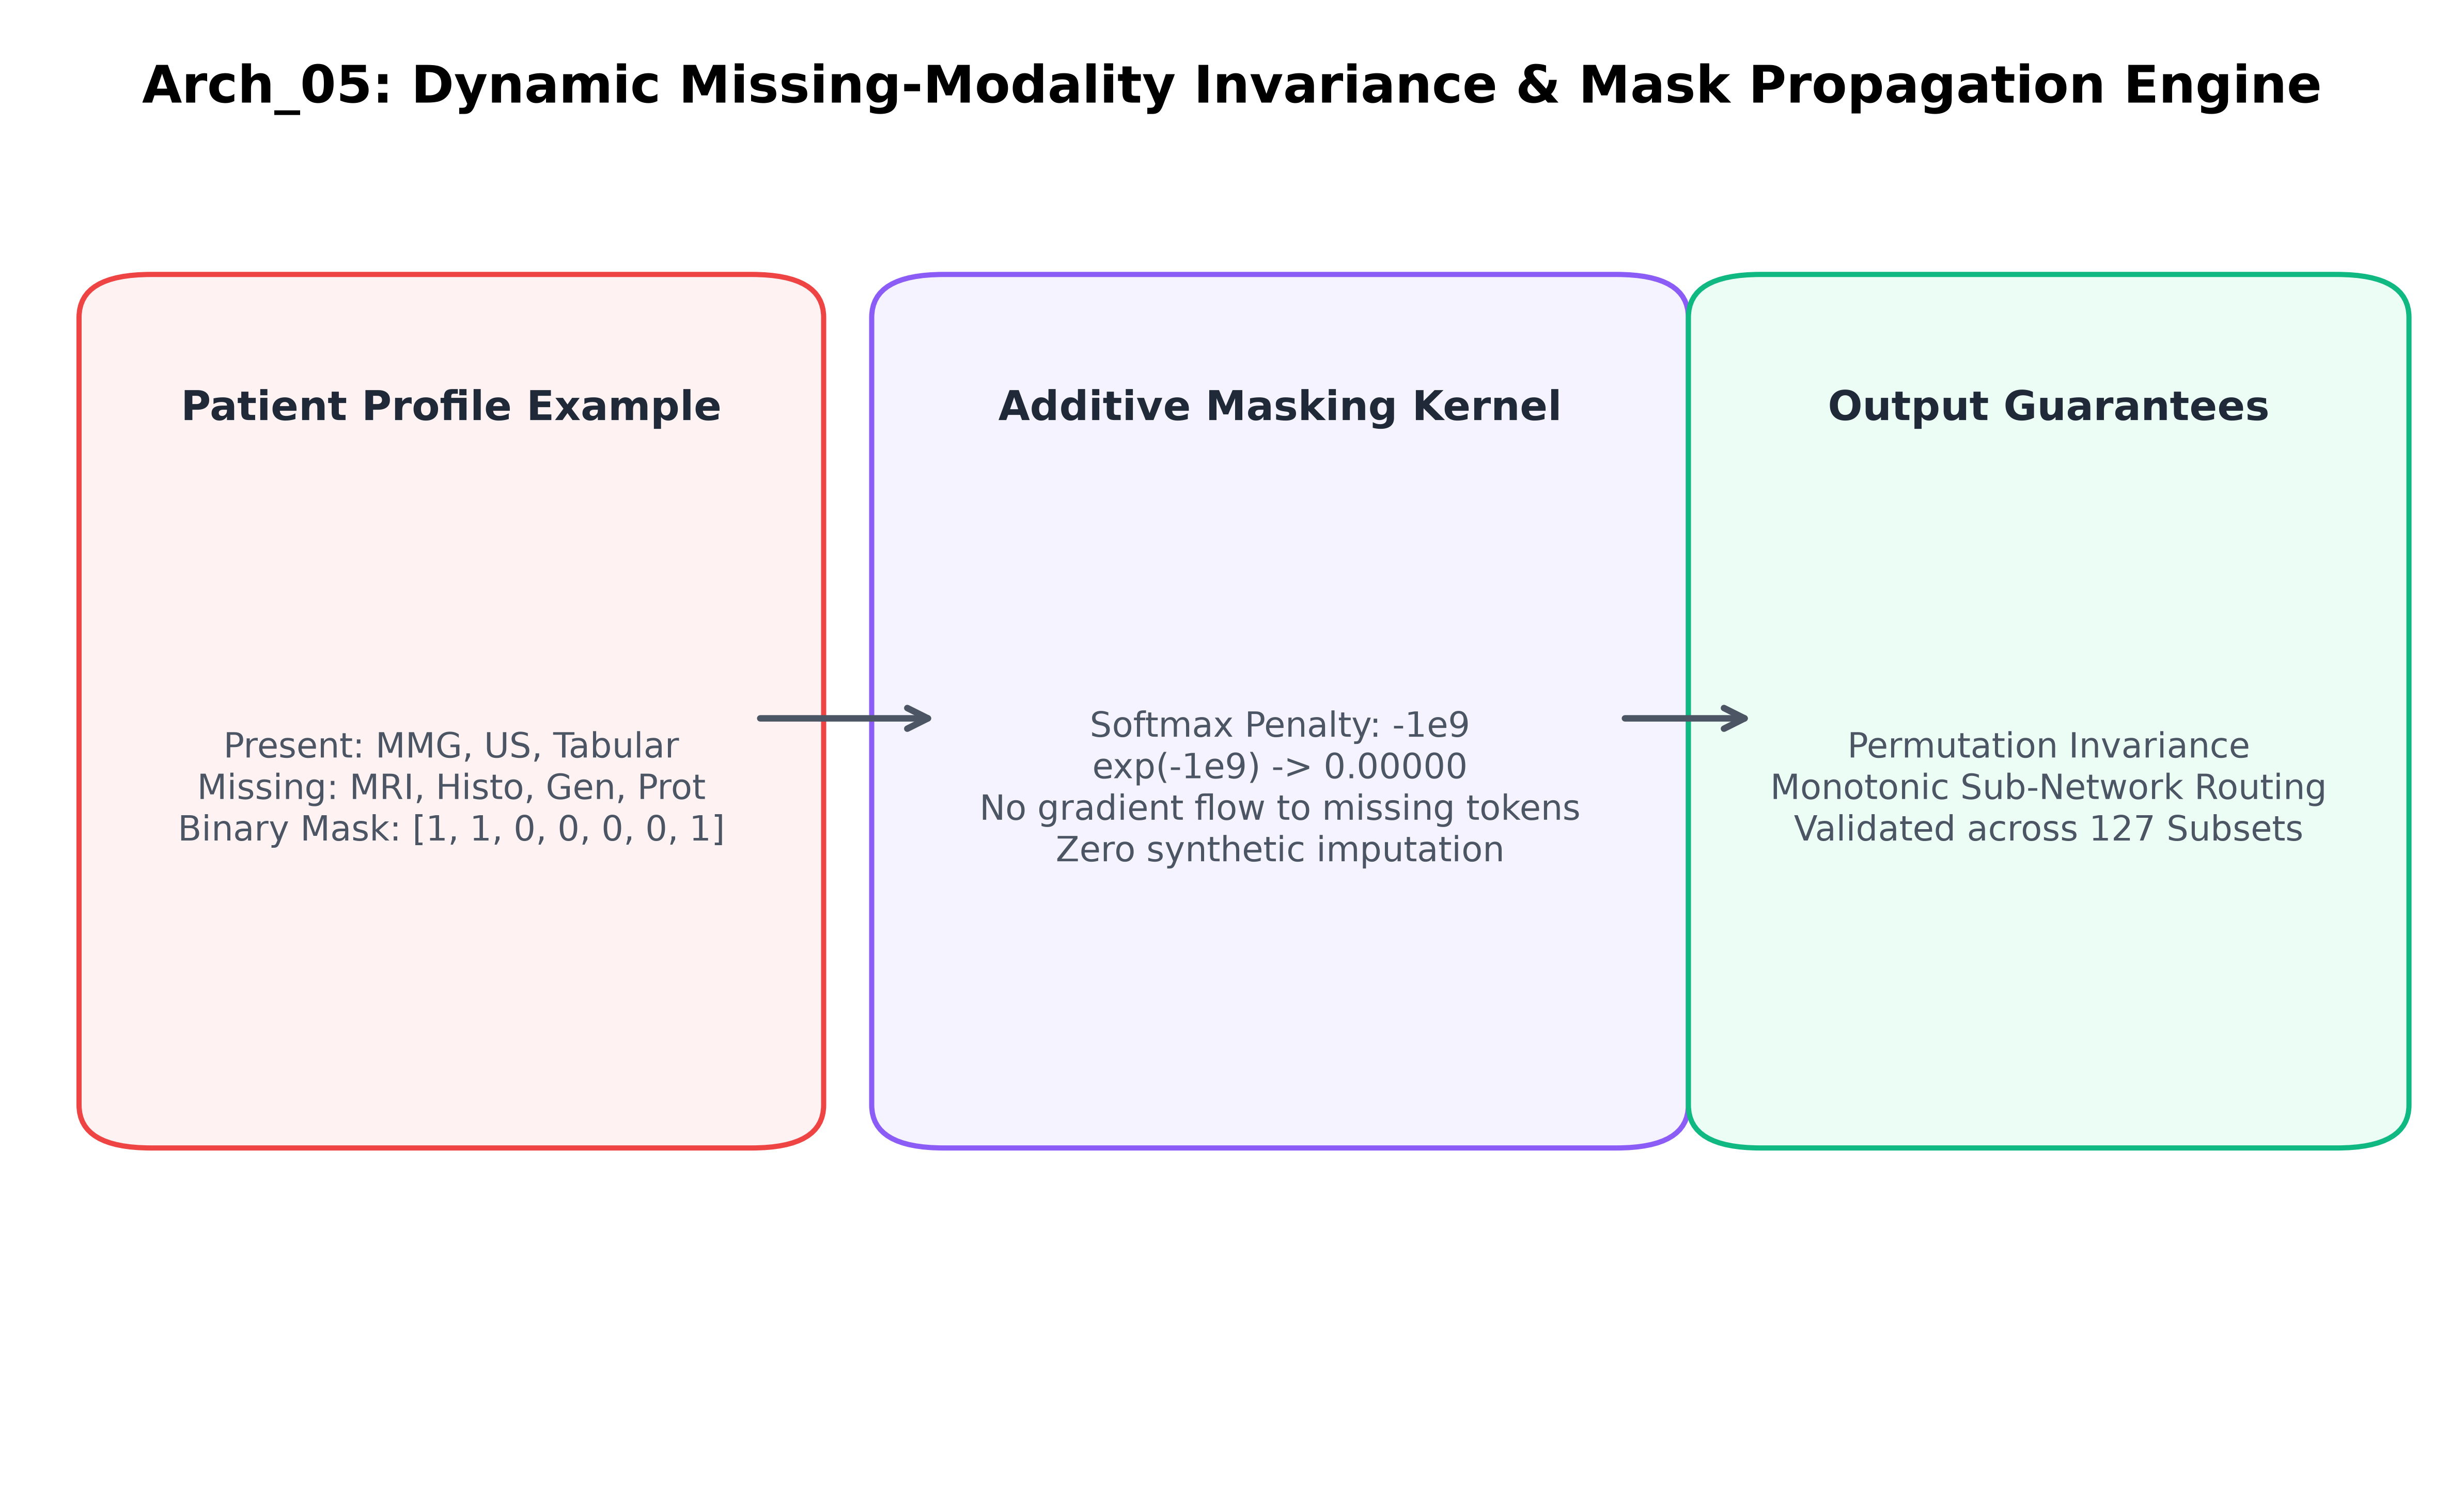 Arch_05: Dynamic Missing-Modality Invariance & Mask Propagation Engine
Patient Profile Example
Present: MMG, US, Tabular
Missing: MRI, Histo, Gen, Prot
Binary Mask: [1, 1, 0, 0, 0, 0, 1]
Additive Masking Kernel
Softmax Penalty: -1e9
exp(-1e9) -> 0.00000
No gradient flow to missing tokens
Zero synthetic imputation
Output Guarantees
Permutation Invariance
Monotonic Sub-Network Routing
Validated across 127 Subsets